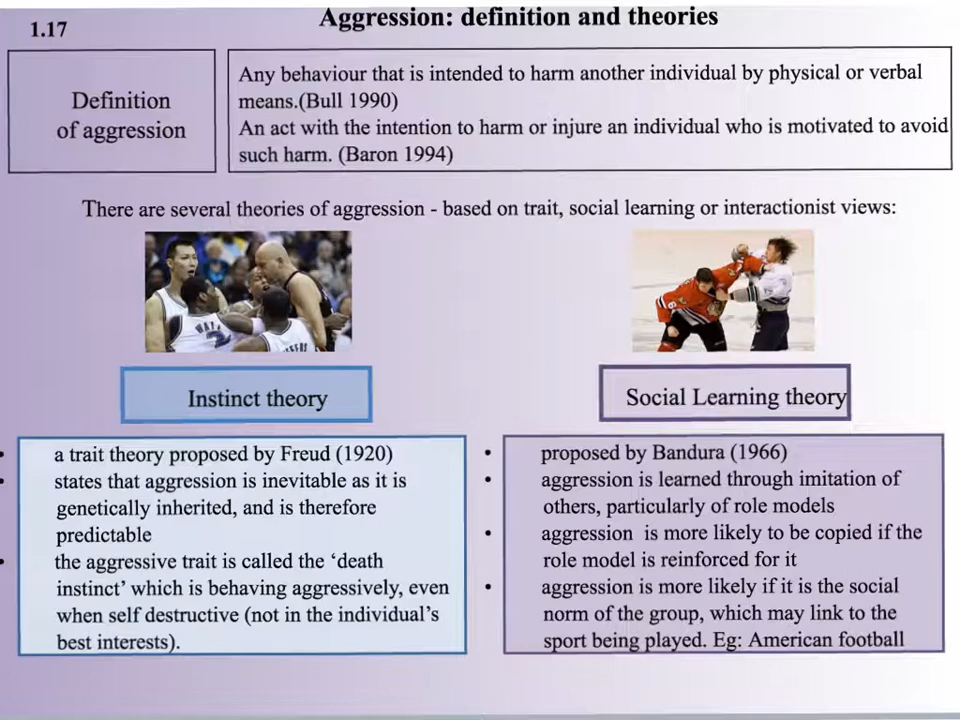 1.17
Aggression: definition and theories
Definition
of aggression
Any behaviour that is intended to harm another individual by physical or verbal
means.(Bull 1990)
An act with the intention to harm or injure an individual who is motivated to avoid
such harm. (Baron 1994)
There are several theories of aggression - based on trait, social learning or interactionist views:
WALL
2
Instinct theory
• a trait theory proposed by Freud (1920)
• states that aggression is inevitable as it is
genetically inherited, and is therefore
predictable
• the aggressive trait is called the ‘death
instinct’ which is behaving aggressively, even
when self destructive (not in the individual’s
best interests).
Social Learning theory
• proposed by Bandura (1966)
• aggression is learned through imitation of
others, particularly of role models
• aggression  is more likely to be copied if the
role model is reinforced for it
• aggression is more likely if it is the social
norm of the group, which may link to the
sport being played. Eg: American football